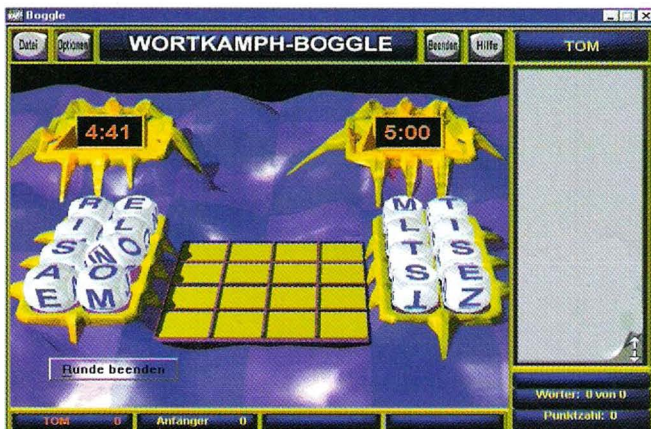 Boggle
Datei Optionen WORTKAMPH-BOGGLE Beenden Hilfe TOM
4:41 5:00
R E M T
I L L I
S N O T S
A O S E
E M T Z
Runde beenden
Wörter: 0 von 0
TOM 0 Anfänger 0 Punktzahl: 0